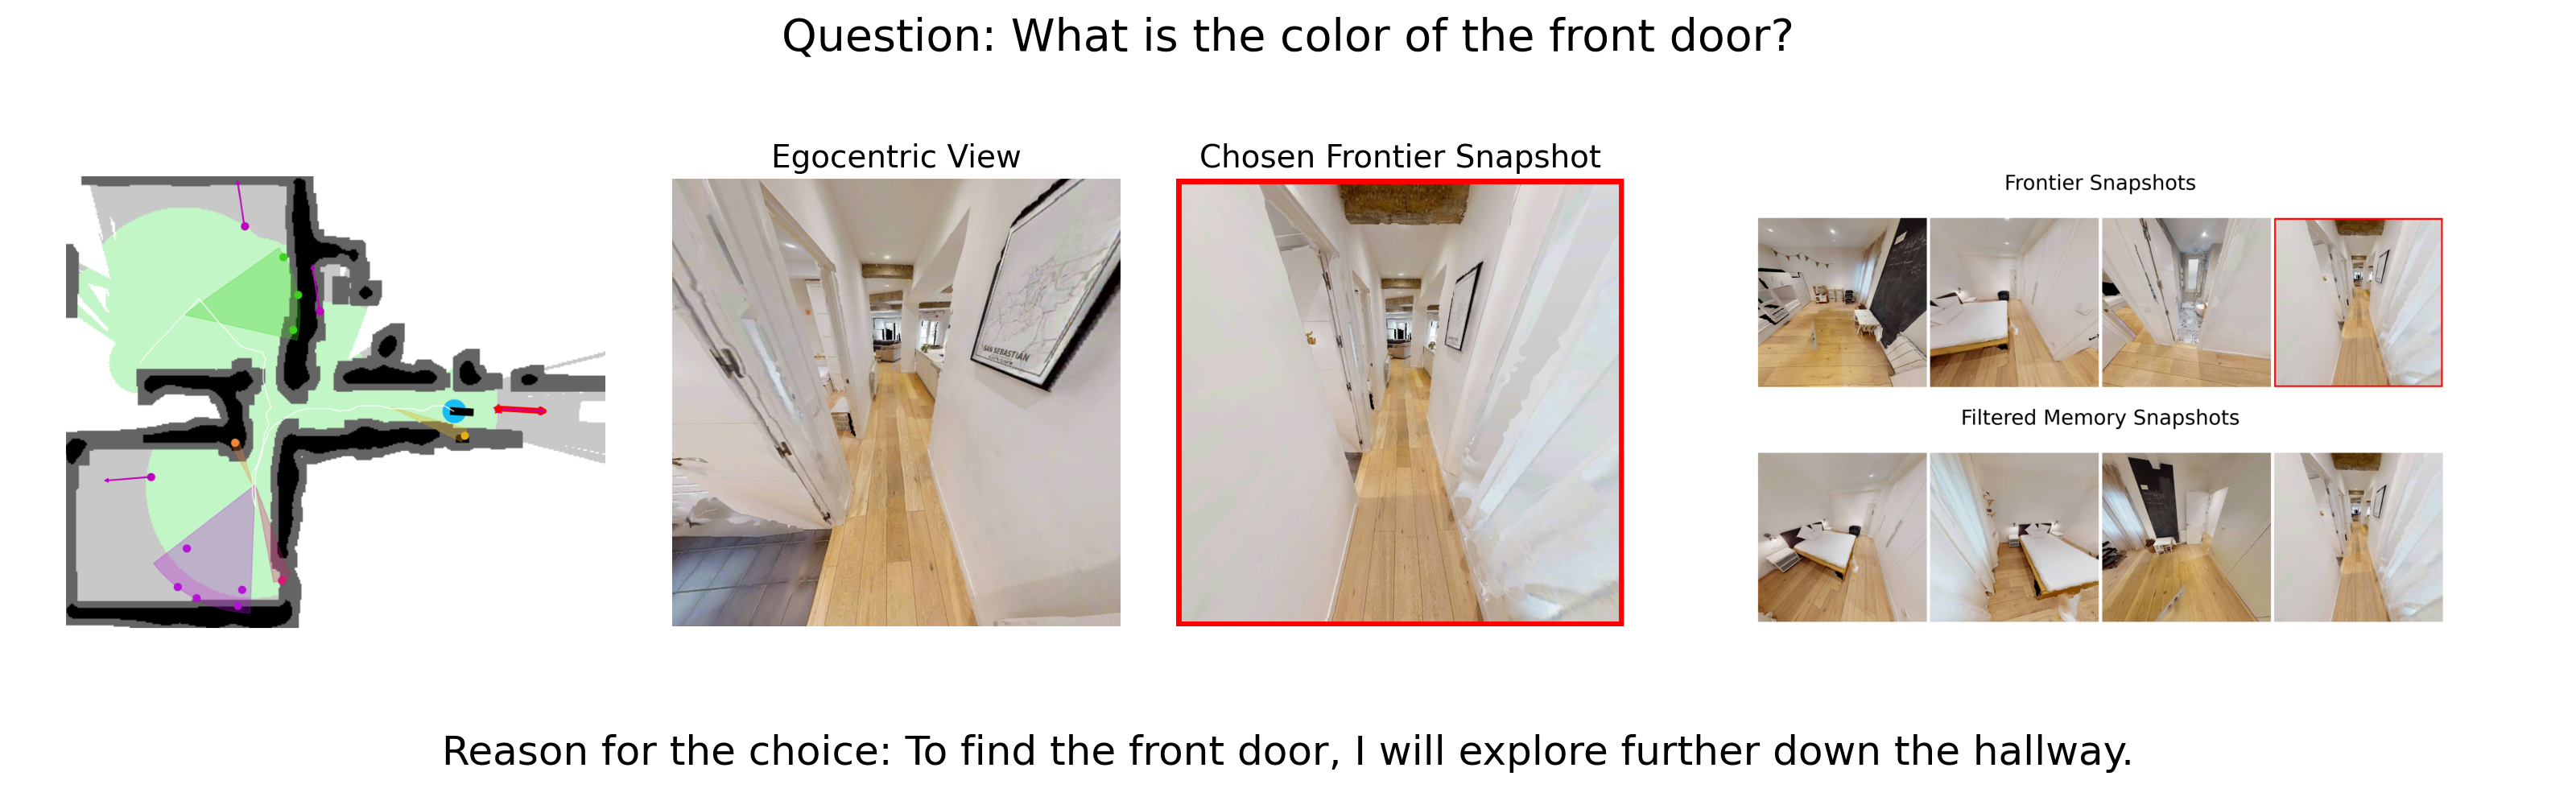 Question: What is the color of the front door?
Egocentric View
Chosen Frontier Snapshot
Frontier Snapshots
SAN SEBASTIÁN
Filtered Memory Snapshots
Reason for the choice: To find the front door, I will explore further down the hallway.